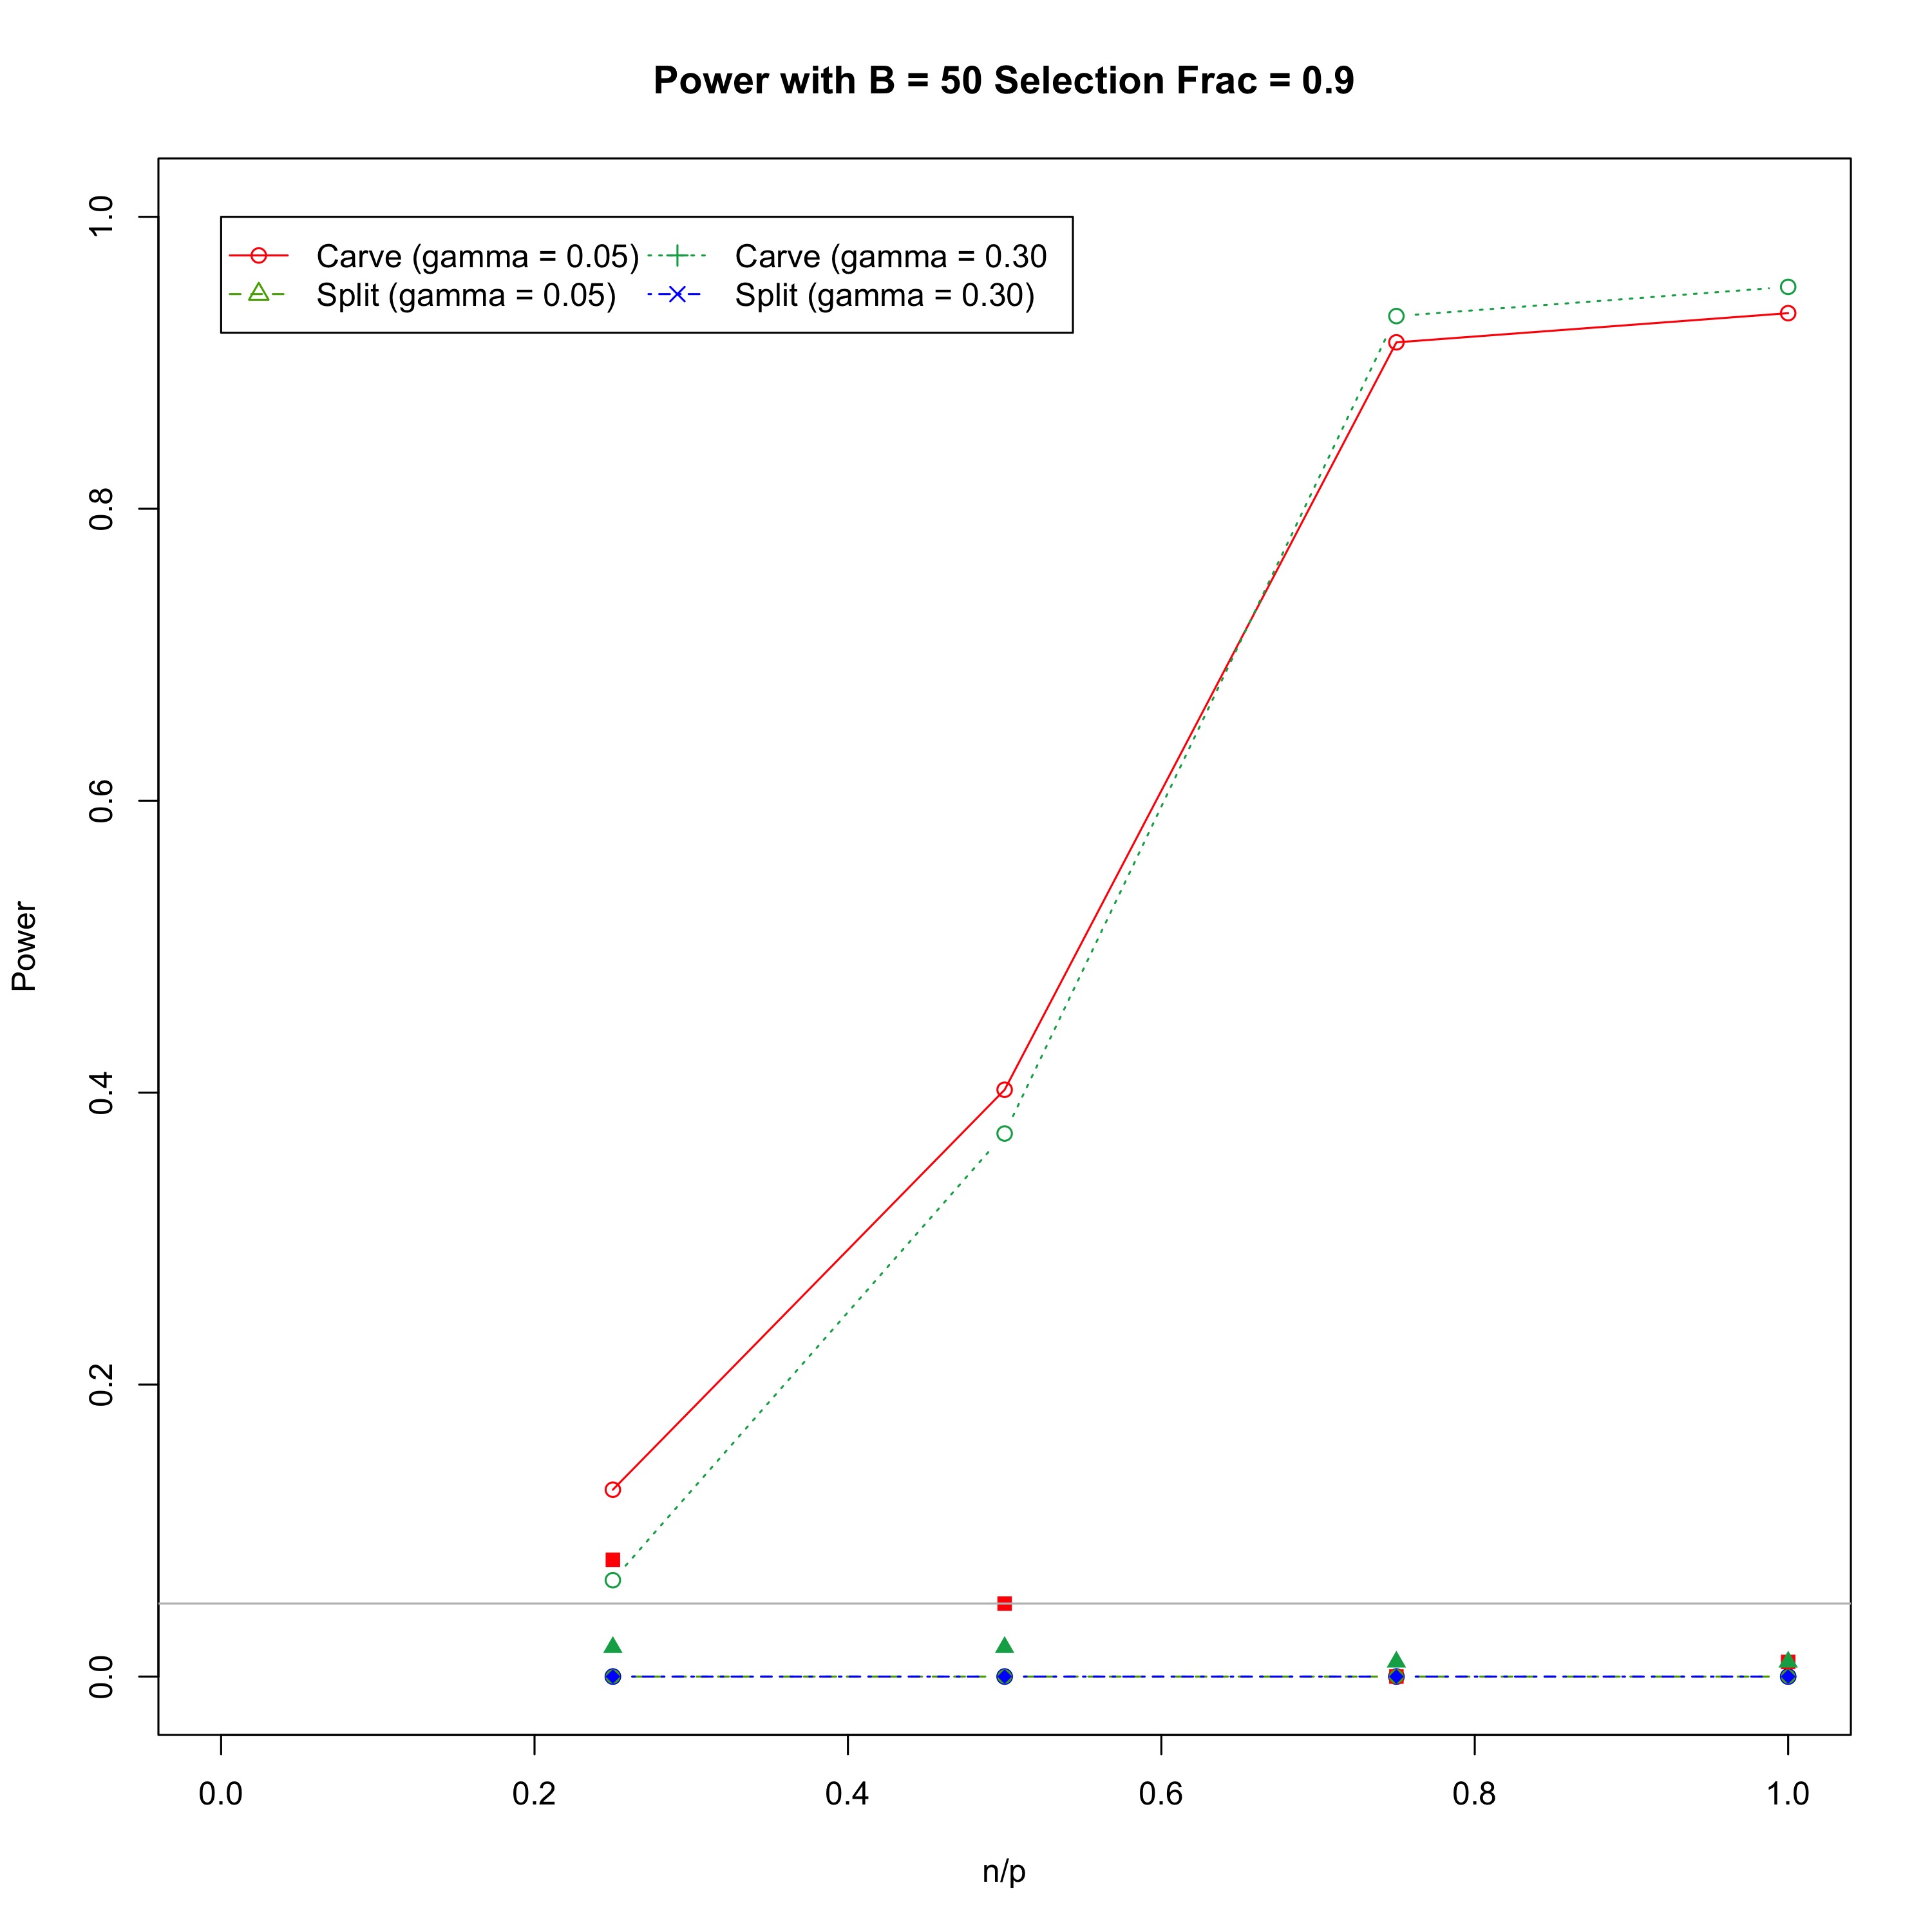 Power with B = 50 Selection Frac = 0.9
1.0
Carve (gamma = 0.05) Carve (gamma = 0.30
Split (gamma = 0.05) Split (gamma = 0.30)
0.8
0.6
Power
0.4
0.2
0.0
0.0 0.2 0.4 0.6 0.8 1.0
n/p